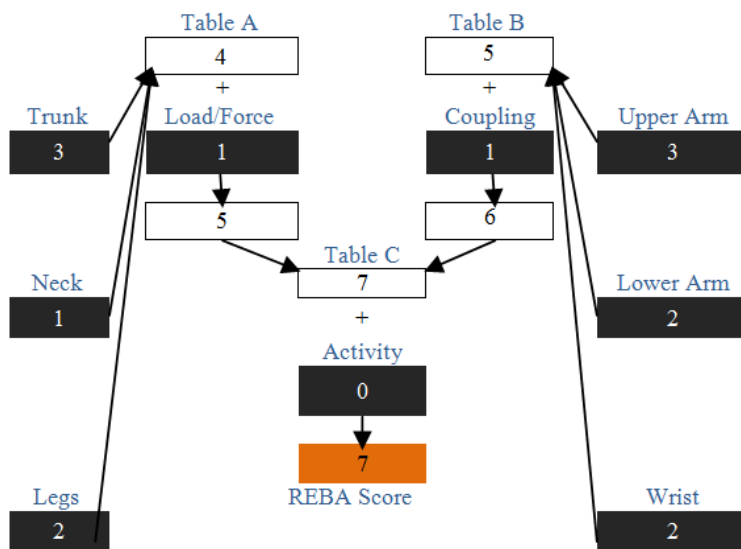 Table A Table B
4 5
+ +
Trunk Load/Force Coupling Upper Arm
3 1 1 3
5 6
Table C
7
Neck Lower Arm
1 + 2
Activity
0
7
Legs REBA Score Wrist
2 2